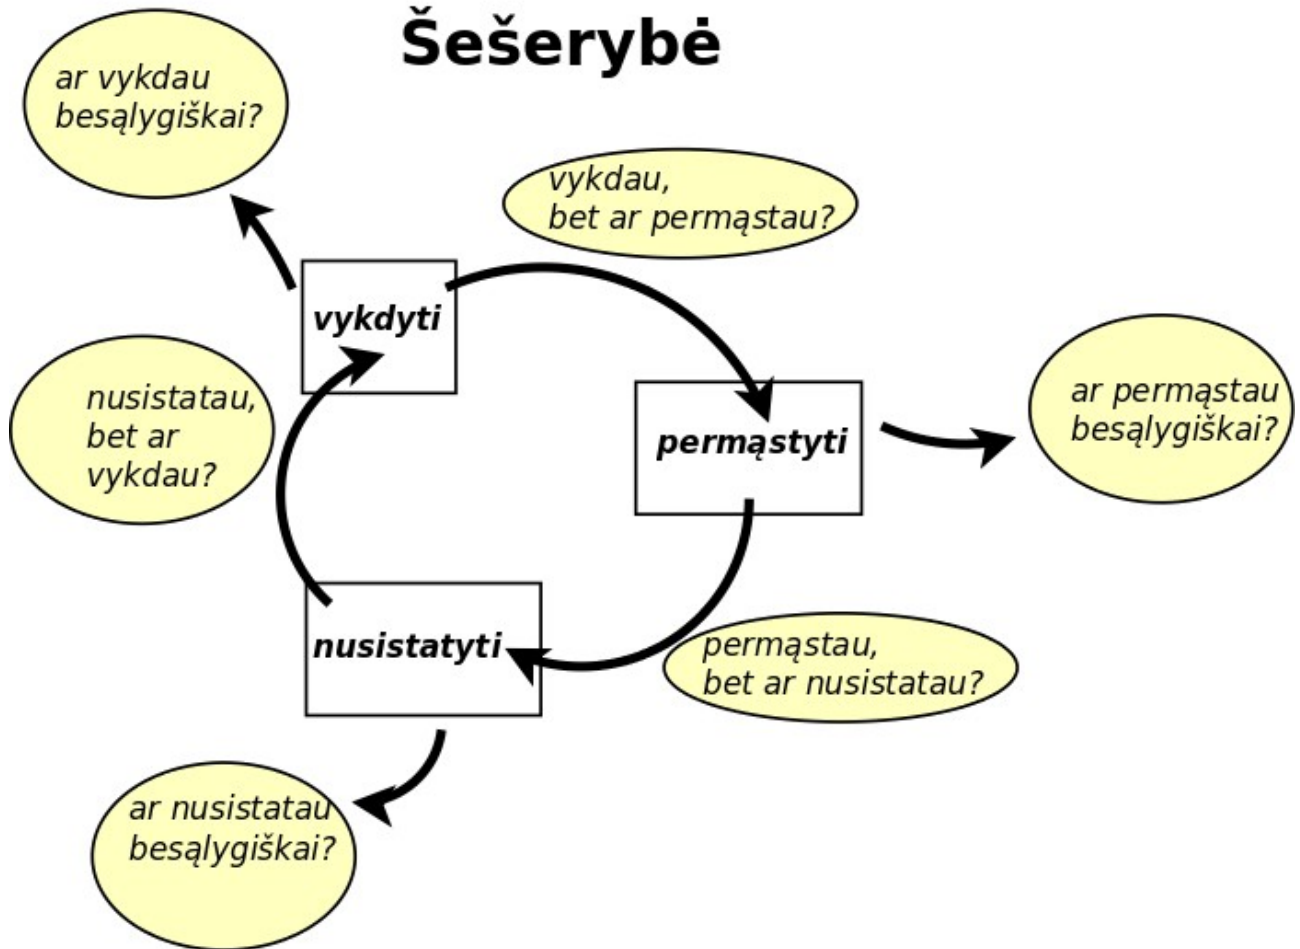 Šešerybė
ar vykdau
besąlygiškai?
vykdau,
bet ar permąstau?
vykdyti
nusistatau,
bet ar
vykdau?
permąstyti
ar permąstau
besąlygiškai?
nusistatyti
permąstau,
bet ar nusistatau?
ar nusistatau
besąlygiškai?